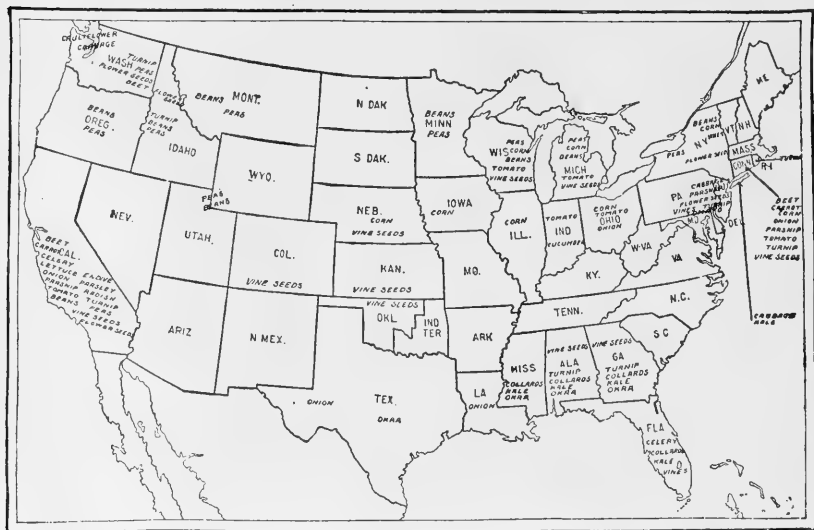 CAULIFLOWER
CABBAGE
TURNIP
WASH PEAS
FLOWER SEEDS
BEET
BEANS
OREG.
PEAS
FLOWER
TURNIP
BEANS
PEAS
IDAHO
MONT.
BEANS
PEAS
WYO.
PEAS
BEANS
NEV.
UTAH.
COL.
VINE SEEDS
BEET
CAL.
CELERY
LETTUCE ENDIVE
ONION PARSLEY
PARSNIP RADISH
TOMATO TURNIP
BEANS PEAS
VINE SEEDS
FLOWER SEED
ARIZ
N MEX.
N DAK
S DAK.
NEB.
CORN
VINE SEEDS
KAN.
VINE SEEDS
VINE SEEDS
OKL
IND
TER
TEX.
ONION
OKRA
BEANS
MINN
PEAS
IOWA
CORN
MO.
ARK
LA
ONION
WIS
PEAS
CORN
BEANS
TOMATO
VINE SEEDS
PEAS
CORN
BEANS
MICH
TOMATO
VINE SEEDS
CORN
ILL.
TOMATO
IND
CUCUMBER
CORN
TOMATO
OHIO
ONION
KY.
TENN.
MISS
COLLARDS
KALE
OKRA
VINE SEEDS
ALA
TURNIP
COLLARDS
KALE
OKRA
VINE SEEDS
GA
TURNIP
COLLARDS
KALE
OKRA
FLA
CELERY
COLLARDS
KALE
VINES
S C
N.C.
VA
W-VA
PA
CABBAGE
PARSNIP
FLOWER SEED
VINE
TURNIP
N J
DEL
BEANS
CORN
NY
PEAS
FLOWER SEED
VT
NH
ME
MASS
CONN
R-I
BEET
CARROT
CORN
ONION
PARSNIP
TOMATO
TURNIP
VINE SEEDS
CABBAGE
KALE